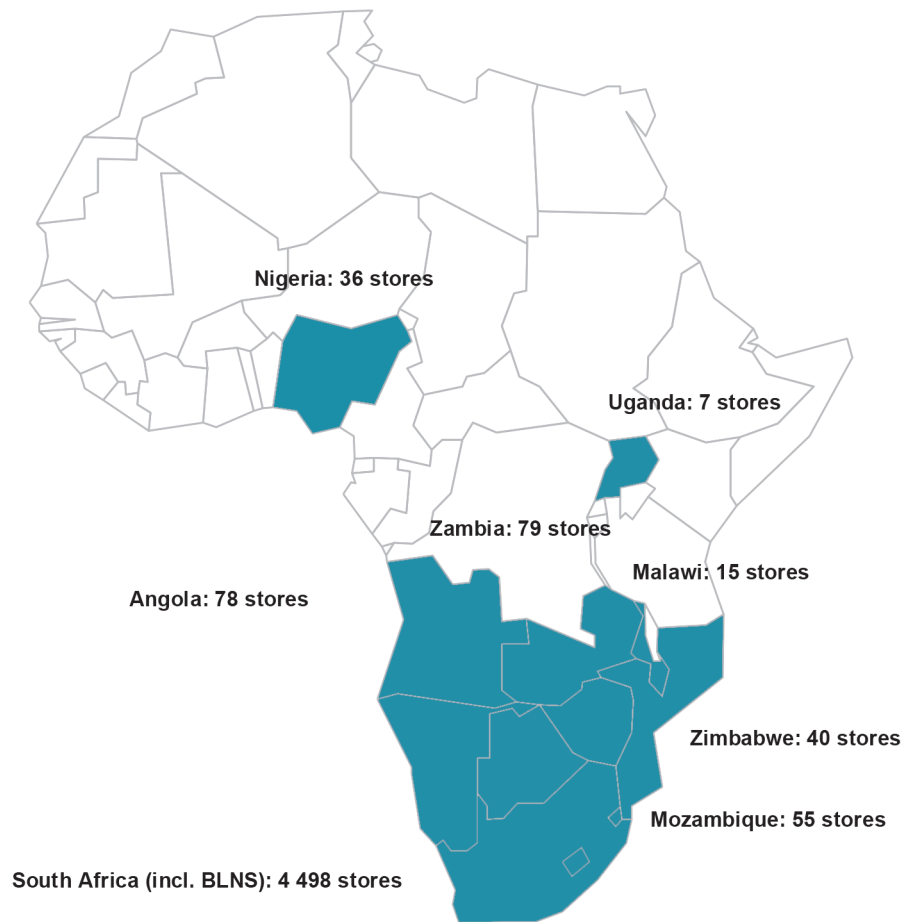 Nigeria: 36 stores
Uganda: 7 stores
Zambia: 79 stores
Malawi: 15 stores
Angola: 78 stores
Zimbabwe: 40 stores
Mozambique: 55 stores
South Africa (incl. BLNS): 4 498 stores